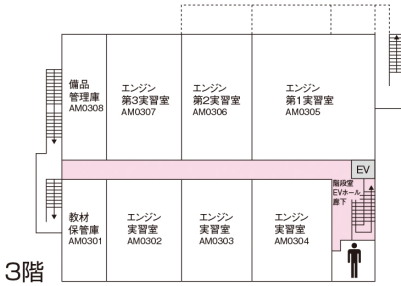 備品
管理庫
AM0308
エンジン
第3実習室
AM0307
エンジン
第2実習室
AM0306
エンジン
第1実習室
AM0305
EV
階段室
EVホール
廊下
教材
保管庫
AM0301
エンジン
実習室
AM0302
エンジン
実習室
AM0303
エンジン
実習室
AM0304
3階